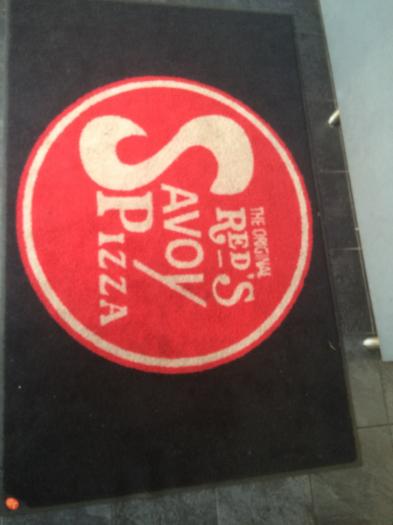 THE ORIGINAL
RED'S
SAVOY
PIZZA